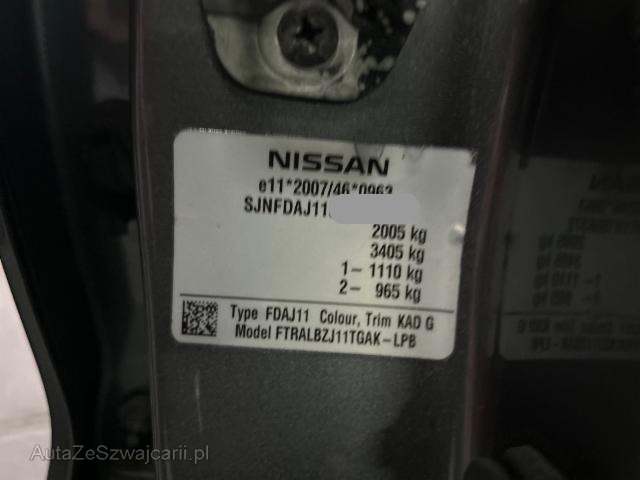 NISSAN
e11*2007/46*0963
SJNFDAJ11
2005 kg
3405 kg
1- 1110 kg
2- 965 kg
Type FDAJ11 Colour, Trim KAD G
Model FTRALBZJ11TGAK-LPB
AutaZeSzwajcarii.pl